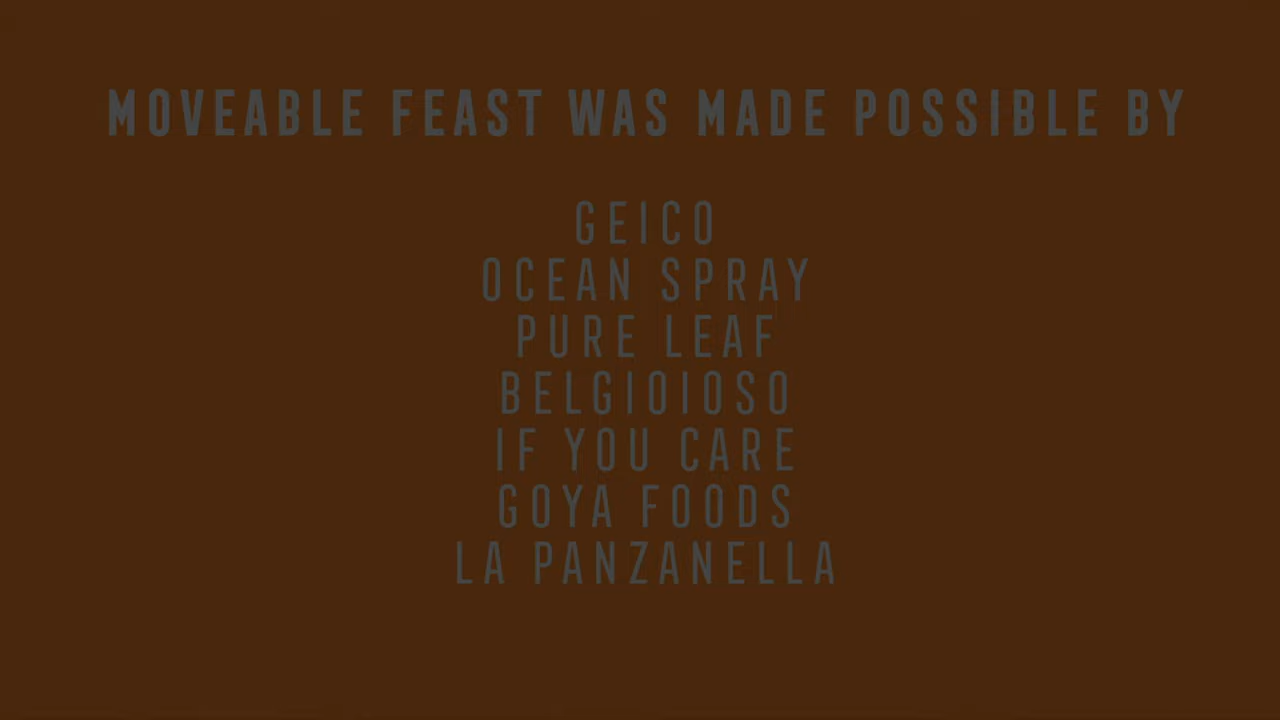 MOVEABLE FEAST WAS MADE POSSIBLE BY
GEICO
OCEAN SPRAY
PURE LEAF
BELGIOIOSO
IF YOU CARE
GOYA FOODS
LA PANZANELLA